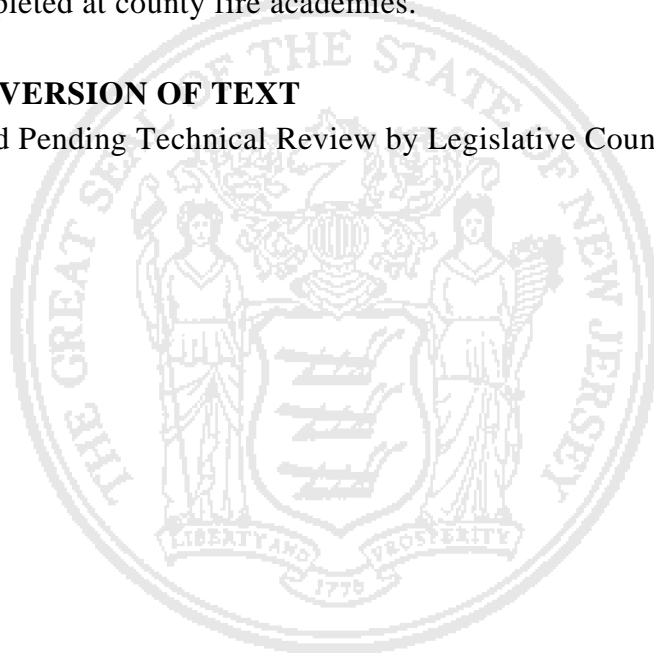 pleted at county fire academies.
VERSION OF TEXT
d Pending Technical Review by Legislative Coun
THE GREAT SEAL OF THE STATE OF NEW JERSEY
LIBERTY AND PROSPERITY
1776